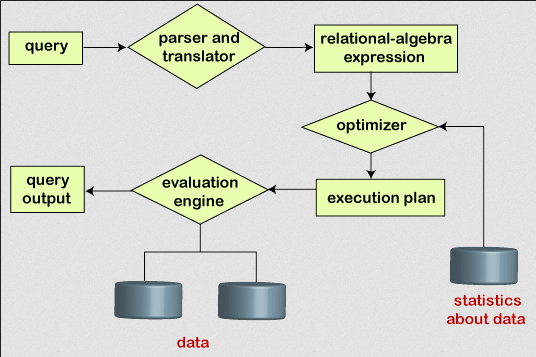 query
parser and
translator
relational-algebra
expression
optimizer
query
output
evaluation
engine
execution plan
statistics
about data
data